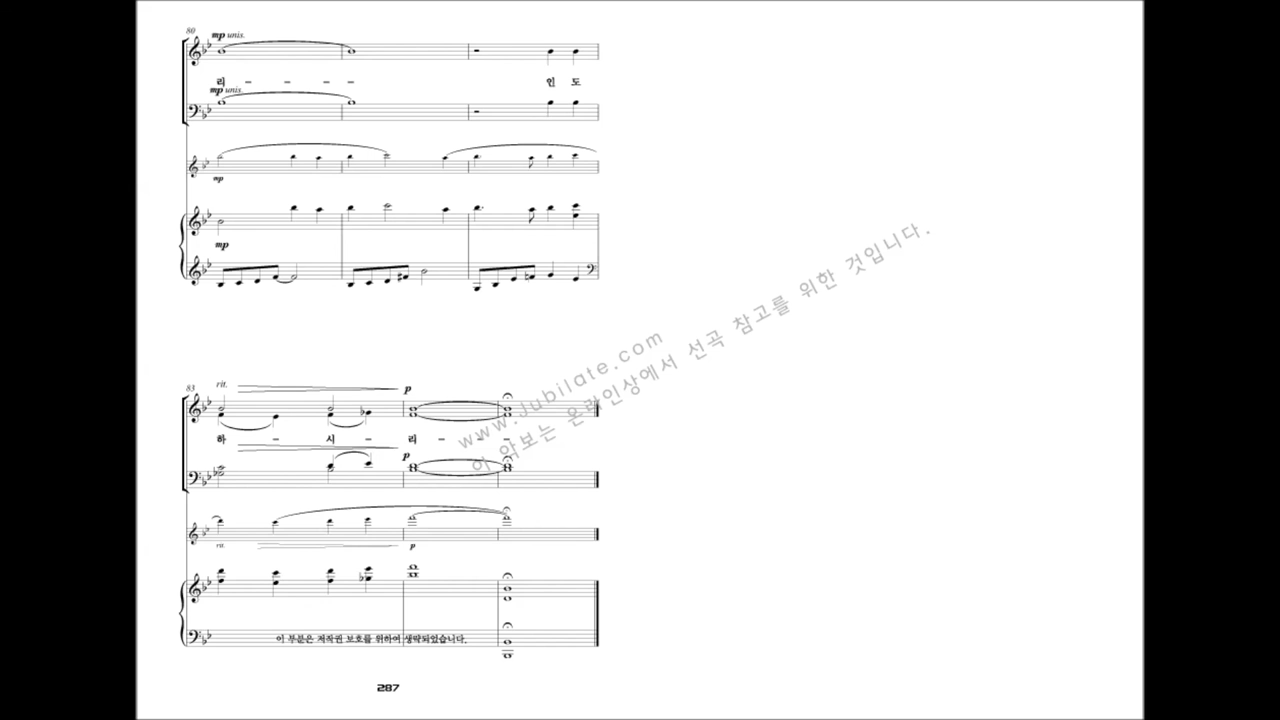 80
mp unis.
리 - - - - 인 도
mp unis.
mp
mp
83
rit.
p
하 - 시 - 리 - - -
p
rit.
p
이 부분은 저작권 보호를 위하여 생략되었습니다.
287
www.Jubilate.com
이 악보는 온라인상에서 선곡 참고를 위한 것입니다.